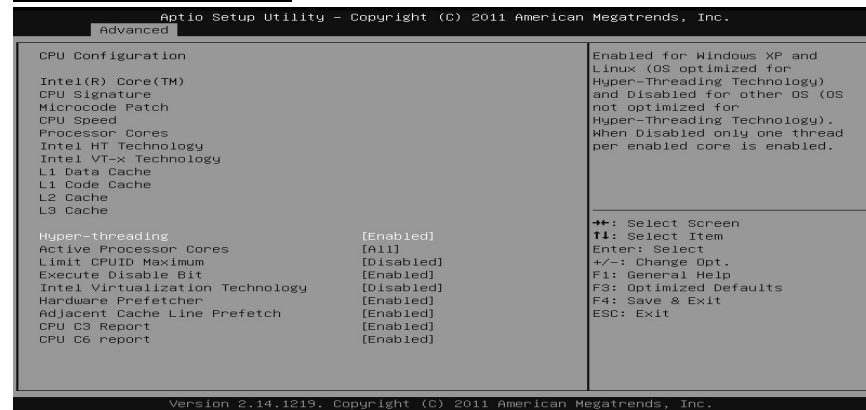 Aptio Setup Utility – Copyright (C) 2011 American Megatrends, Inc.
Advanced
CPU Configuration
Intel(R) Core(TM)
CPU Signature
Microcode Patch
CPU Speed
Processor Cores
Intel HT Technology
Intel VT-x Technology
L1 Data Cache
L1 Code Cache
L2 Cache
L3 Cache
Hyper-threading [Enabled]
Active Processor Cores [All]
Limit CPUID Maximum [Disabled]
Execute Disable Bit [Enabled]
Intel Virtualization Technology [Disabled]
Hardware Prefetcher [Enabled]
Adjacent Cache Line Prefetch [Enabled]
CPU C3 Report [Enabled]
CPU C6 report [Enabled]
Enabled for Windows XP and
Linux (OS optimized for
Hyper-Threading Technology)
and Disabled for other OS (OS
not optimized for
Hyper-Threading Technology).
When Disabled only one thread
per enabled core is enabled.
→←: Select Screen
↑↓: Select Item
Enter: Select
+/-: Change Opt.
F1: General Help
F3: Optimized Defaults
F4: Save & Exit
ESC: Exit
Version 2.14.1219. Copyright (C) 2011 American Megatrends, Inc.